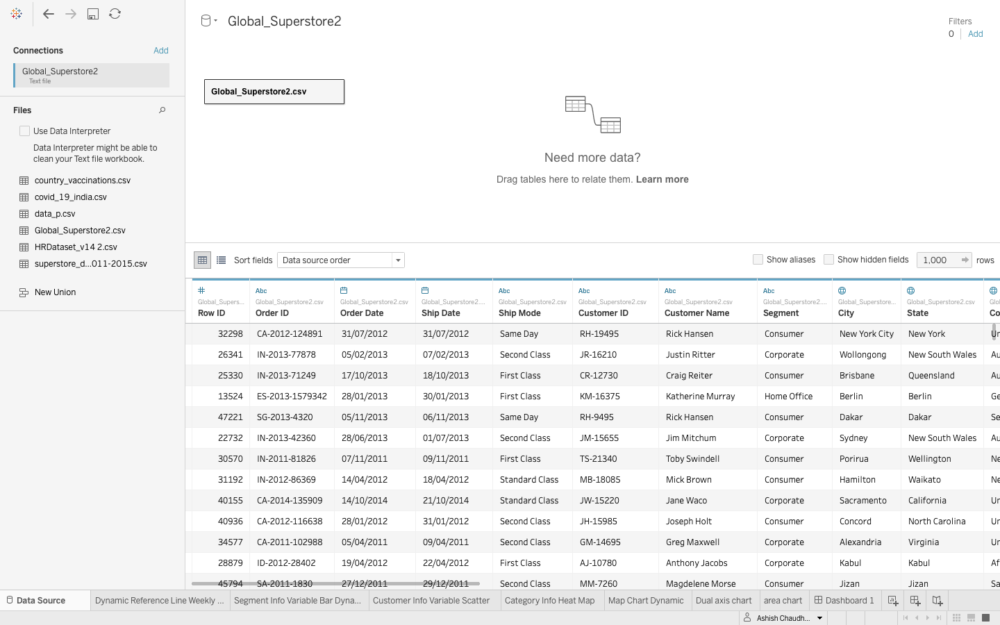 Global_Superstore2
Filters
0 Add
Connections Add
Global_Superstore2
Text file
Files
Use Data Interpreter
Data Interpreter might be able to
clean your Text file workbook.
country_vaccinations.csv
covid_19_india.csv
data_p.csv
Global_Superstore2.csv
HRDataset_v14 2.csv
superstore_d...011-2015.csv
New Union
Global_Superstore2.csv
Need more data?
Drag tables here to relate them. Learn more
Sort fields Data source order Show aliases Show hidden fields 1,000 rows
Abc Abc Abc Abc Abc
Global_Supers... Global_Superstore2.csv Global_Superstore2.csv Global_Superstore2.... Global_Superstore2.csv Global_Superstore2.csv Global_Superstore2.csv Global_Superstore2.... Global_Superstore... Global_Superstore2.csv Glo
Row ID Order ID Order Date Ship Date Ship Mode Customer ID Customer Name Segment City State Co
32298 CA-2012-124891 31/07/2012 31/07/2012 Same Day RH-19495 Rick Hansen Consumer New York City New York Un
26341 IN-2013-77878 05/02/2013 07/02/2013 Second Class JR-16210 Justin Ritter Corporate Wollongong New South Wales Au
25330 IN-2013-71249 17/10/2013 18/10/2013 First Class CR-12730 Craig Reiter Consumer Brisbane Queensland Au
13524 ES-2013-1579342 28/01/2013 30/01/2013 First Class KM-16375 Katherine Murray Home Office Berlin Berlin Ge
47221 SG-2013-4320 05/11/2013 06/11/2013 Same Day RH-9495 Rick Hansen Consumer Dakar Dakar Se
22732 IN-2013-42360 28/06/2013 01/07/2013 Second Class JM-15655 Jim Mitchum Corporate Sydney New South Wales Au
30570 IN-2011-81826 07/11/2011 09/11/2011 First Class TS-21340 Toby Swindell Consumer Porirua Wellington Ne
31192 IN-2012-86369 14/04/2012 18/04/2012 Standard Class MB-18085 Mick Brown Consumer Hamilton Waikato Ne
40155 CA-2014-135909 14/10/2014 21/10/2014 Standard Class JW-15220 Jane Waco Corporate Sacramento California Un
40936 CA-2012-116638 28/01/2012 31/01/2012 Second Class JH-15985 Joseph Holt Consumer Concord North Carolina Un
34577 CA-2011-102988 05/04/2011 09/04/2011 Second Class GM-14695 Greg Maxwell Corporate Alexandria Virginia Un
28879 ID-2012-28402 19/04/2012 22/04/2012 First Class AJ-10780 Anthony Jacobs Corporate Kabul Kabul Af
45794 SA-2011-1830 27/12/2011 29/12/2011 Second Class MM-7260 Magdelene Morse Consumer Jizan Jizan Sa
Data Source Dynamic Reference Line Weekly ... Segment Info Variable Bar Dyna... Customer Info Variable Scatter Category Info Heat Map Map Chart Dynamic Dual axis chart area chart Dashboard 1
Ashish Chaudh...